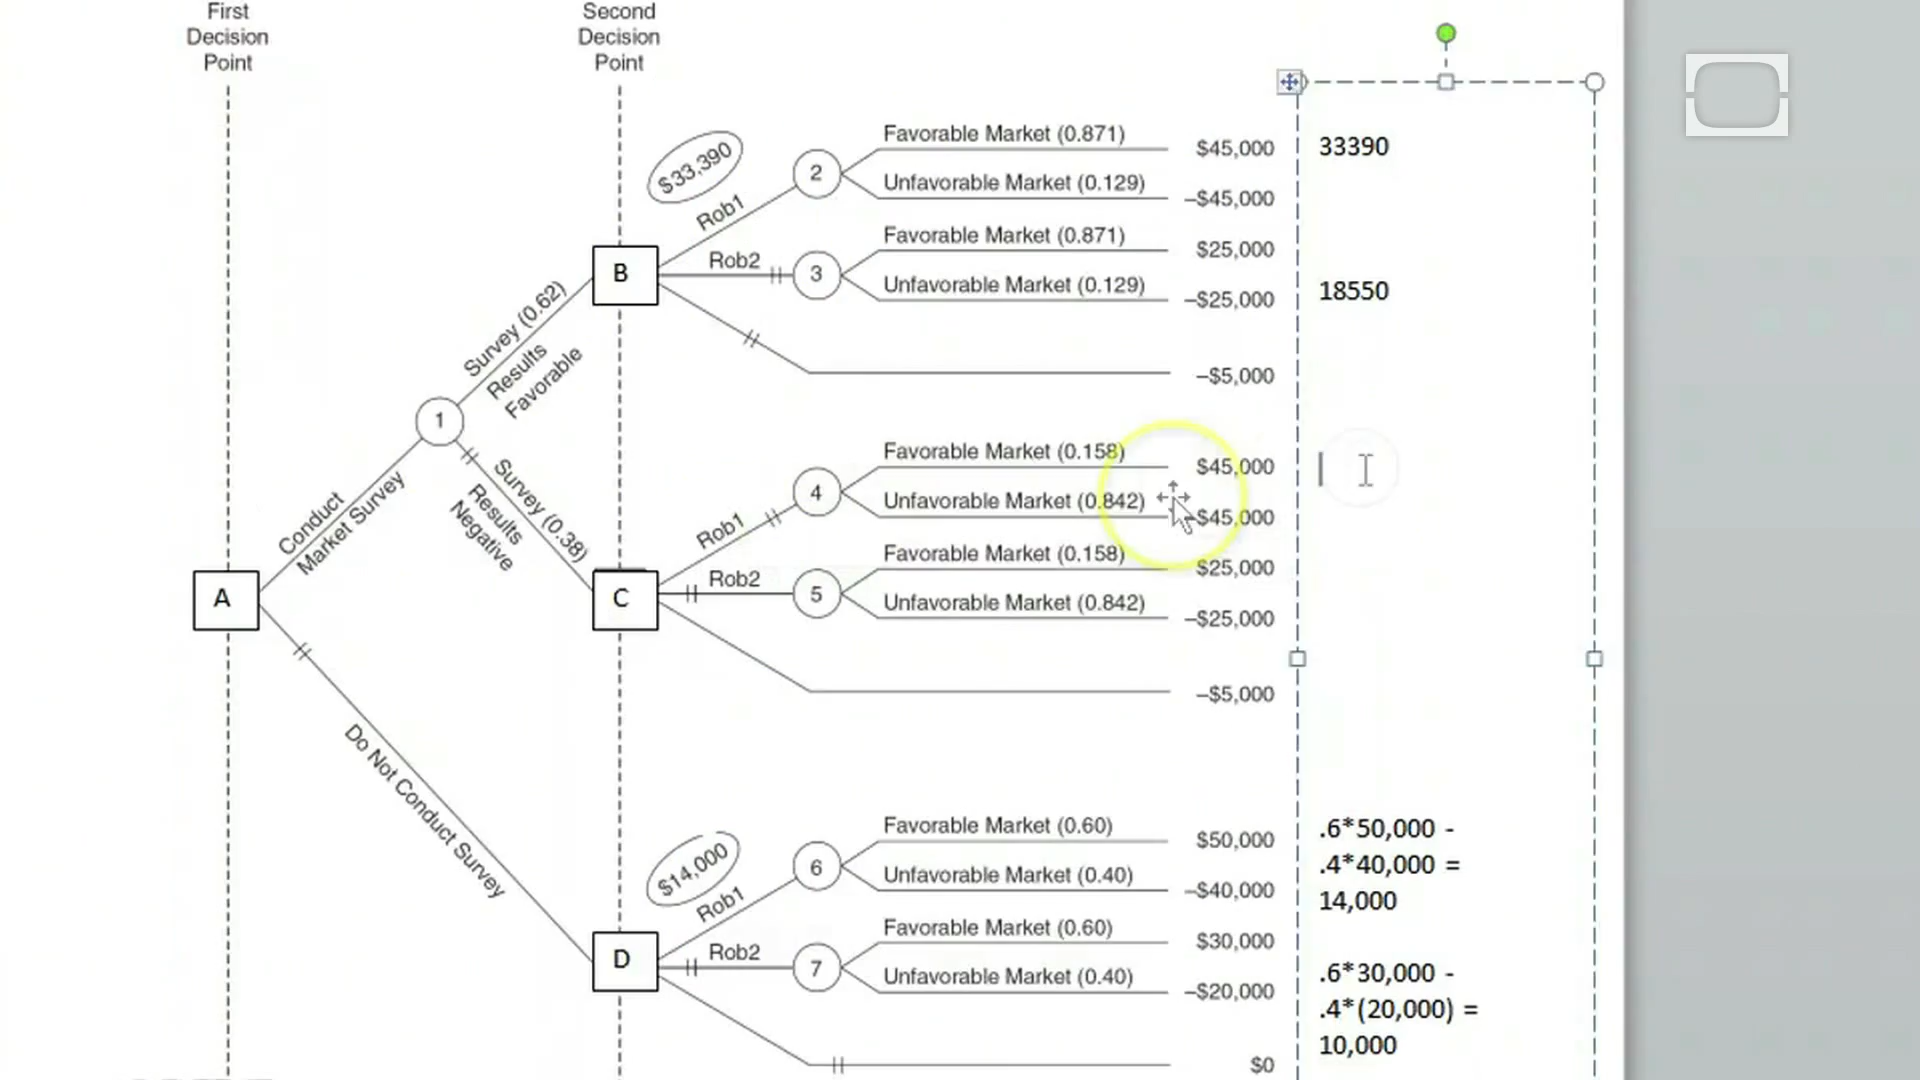 First
Decision
Point
Second
Decision
Point
$33,390
Rob1
2
Favorable Market (0.871)
$45,000
33390
Unfavorable Market (0.129)
–$45,000
B
Rob2
3
Favorable Market (0.871)
$25,000
Unfavorable Market (0.129)
–$25,000
18550
–$5,000
Survey (0.62)
Results
Favorable
1
Survey (0.38)
Results
Negative
Conduct
Market Survey
A
Rob1
4
Favorable Market (0.158)
$45,000
Unfavorable Market (0.842)
–$45,000
C
Rob2
5
Favorable Market (0.158)
$25,000
Unfavorable Market (0.842)
–$25,000
–$5,000
Do Not Conduct Survey
$14,000
Rob1
6
Favorable Market (0.60)
$50,000
Unfavorable Market (0.40)
–$40,000
.6*50,000 -
.4*40,000 =
14,000
D
Rob2
7
Favorable Market (0.60)
$30,000
Unfavorable Market (0.40)
–$20,000
.6*30,000 -
.4*(20,000) =
10,000
$0